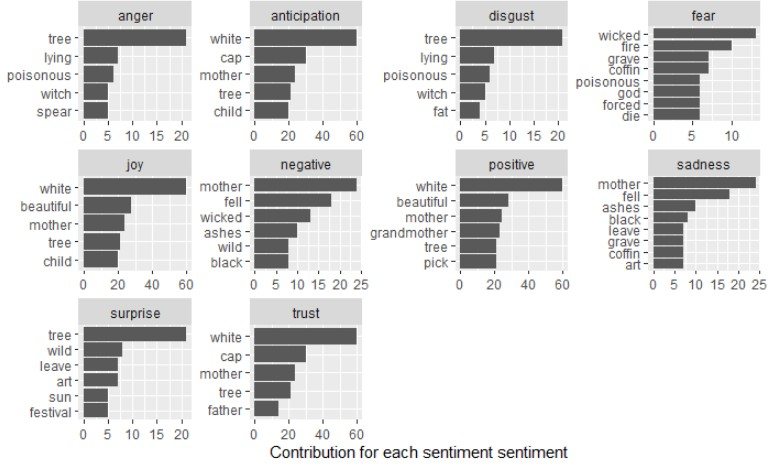 anger
tree
lying
poisonous
witch
spear
0 5 10 15 20
anticipation
white
cap
mother
tree
child
0 20 40 60
disgust
tree
lying
poisonous
witch
fat
0 5 10 15 20
fear
wicked
fire
grave
coffin
poisonous
god
forced
die
0 5 10
joy
white
beautiful
mother
tree
child
0 20 40 60
negative
mother
fell
wicked
ashes
wild
black
0 5 10 15 20 25
positive
white
beautiful
mother
grandmother
tree
pick
0 20 40 60
sadness
mother
fell
ashes
black
leave
grave
coffin
art
0 5 10 15 20 25
surprise
tree
wild
leave
art
sun
festival
0 5 10 15 20
trust
white
cap
mother
tree
father
0 20 40 60
Contribution for each sentiment sentiment